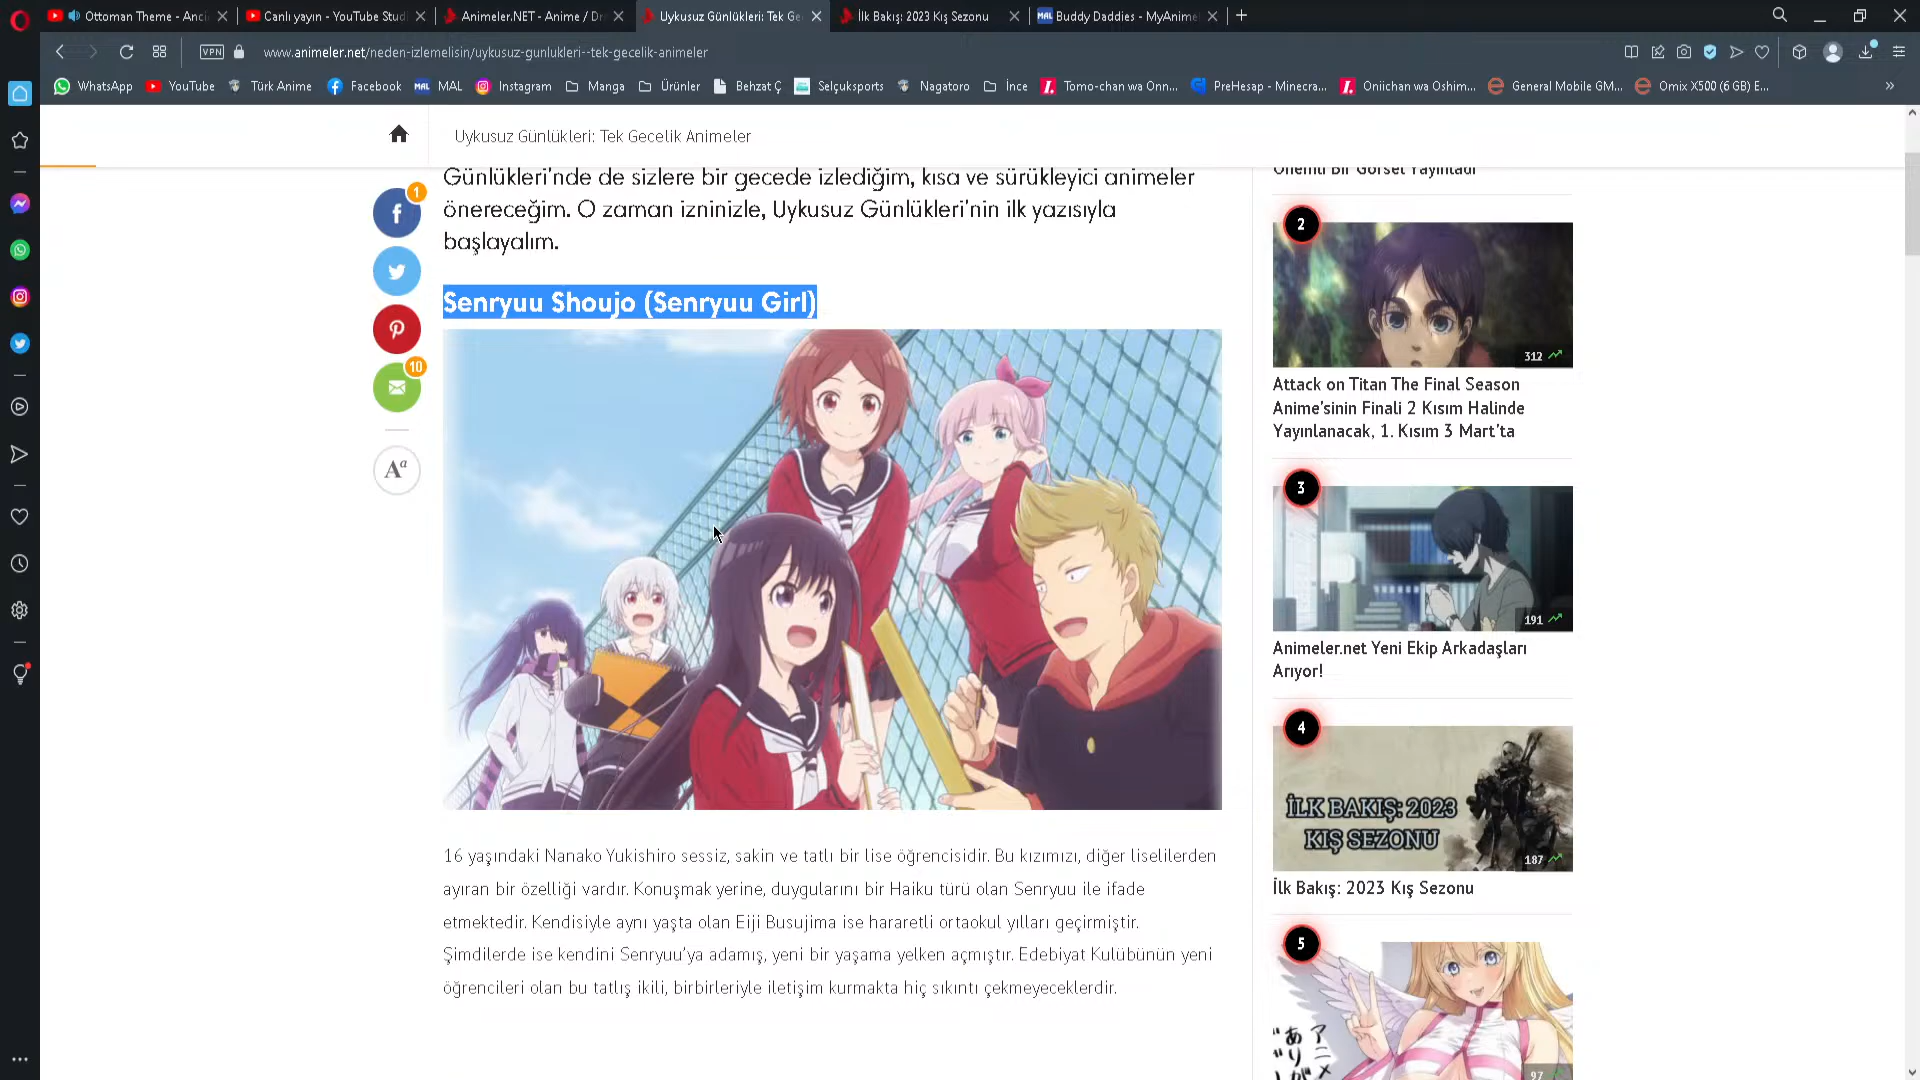 Ottoman Theme - Anci
Canlı yayın - YouTube Studi
Animeler.NET - Anime / Dr
Uykusuz Günlükleri: Tek Ge
İlk Bakış: 2023 Kış Sezonu
MAL Buddy Daddies - MyAnime
VPN
www.animeler.net/neden-izlemelisin/uykusuz-gunlukleri--tek-gecelik-animeler
WhatsApp
YouTube
Türk Anime
Facebook
MAL MAL
Instagram
Manga
Ürünler
Behzat Ç
Selçuksports
Nagatoro
İnce
Tomo-chan wa Onn...
PreHesap - Minecra...
Oniichan wa Oshim...
General Mobile GM...
Omix X500 (6 GB) E...
Uykusuz Günlükleri: Tek Gecelik Animeler
Günlükleri'nde de sizlere bir gecede izlediğim, kısa ve sürükleyici animeler
önereceğim. O zaman izninizle, Uykusuz Günlükleri'nin ilk yazısıyla
başlayalım.
Senryuu Shoujo (Senryuu Girl)
1
10
Aa
16 yaşındaki Nanako Yukishiro sessiz, sakin ve tatlı bir lise öğrencisidir. Bu kızımızı, diğer liselilerden
ayıran bir özelliği vardır. Konuşmak yerine, duygularını bir Haiku türü olan Senryuu ile ifade
etmektedir. Kendisiyle aynı yaşta olan Eiji Busujima ise hararetli ortaokul yılları geçirmiştir.
Şimdilerde ise kendini Senryuu'ya adamış, yeni bir yaşama yelken açmıştır. Edebiyat Kulübünün yeni
öğrencileri olan bu tatlış ikili, birbirleriyle iletişim kurmakta hiç sıkıntı çekmeyeceklerdir.
Önemli Bir Görsel Yayınladı
2
312
Attack on Titan The Final Season
Anime'sinin Finali 2 Kısım Halinde
Yayınlanacak, 1. Kısım 3 Mart'ta
3
191
Animeler.net Yeni Ekip Arkadaşları
Arıyor!
4
İLK BAKIŞ: 2023
KIŞ SEZONU
187
İlk Bakış: 2023 Kış Sezonu
5
97